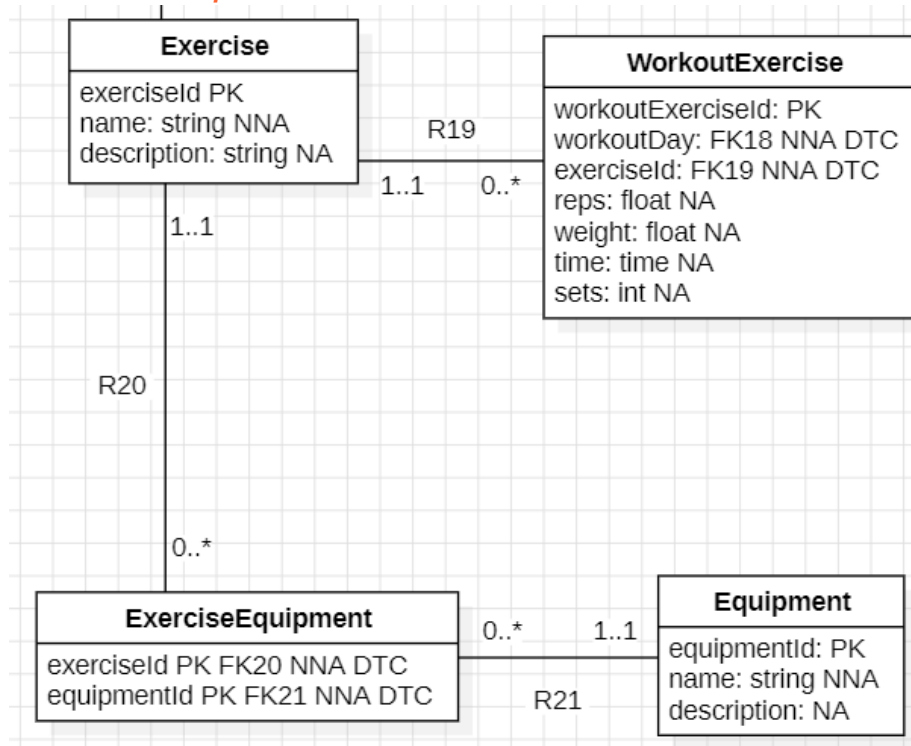 Exercise
exerciseId PK
name: string NNA
description: string NA
R19
1..1
0..*
WorkoutExercise
workoutExerciseId: PK
workoutDay: FK18 NNA DTC
exerciseId: FK19 NNA DTC
reps: float NA
weight: float NA
time: time NA
sets: int NA
1..1
R20
0..*
ExerciseEquipment
exerciseId PK FK20 NNA DTC
equipmentId PK FK21 NNA DTC
0..*
1..1
R21
Equipment
equipmentId: PK
name: string NNA
description: NA